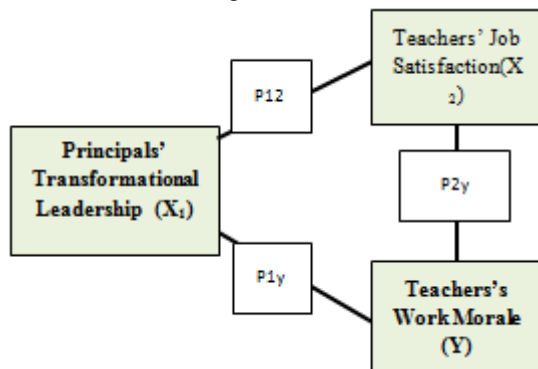 Teachers' Job
Satisfaction(X
2)
P12
Principals'
Transformational
Leadership (X₁)
P2y
P1y
Teachers's
Work Morale
(Y)